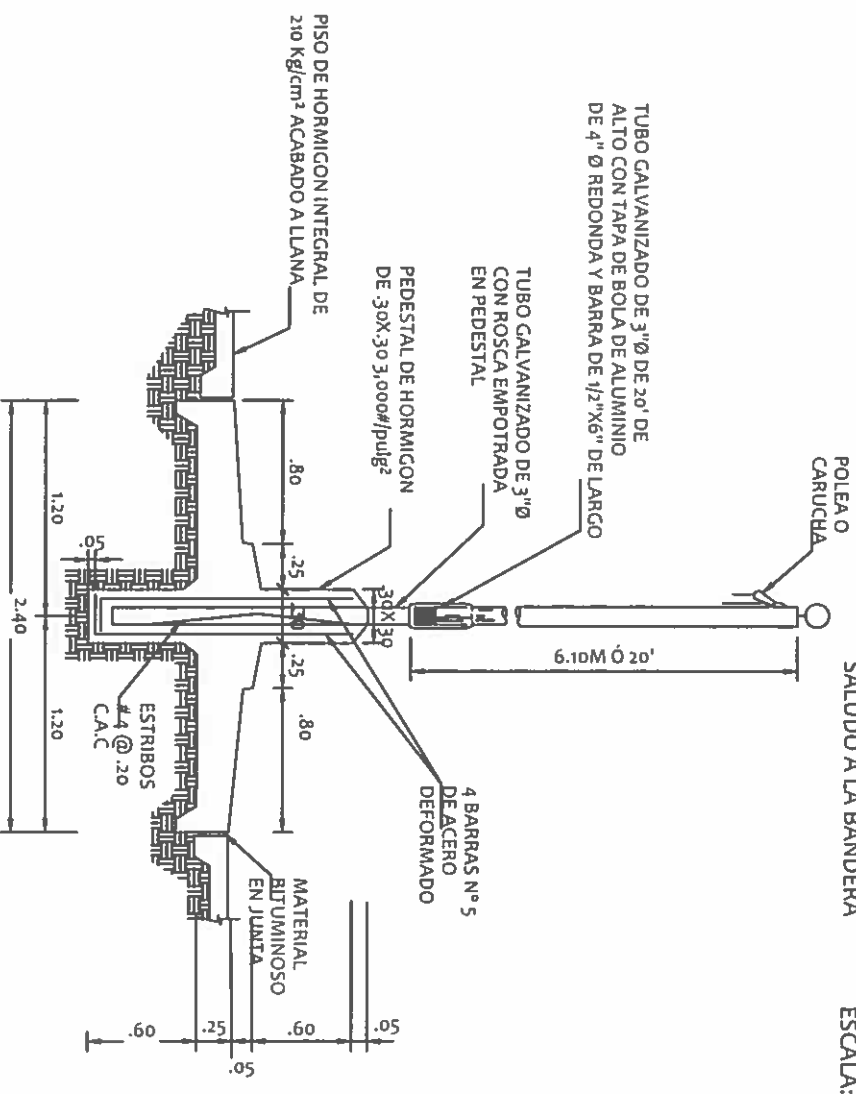 SALUDO A LA BANDERA
ESCALA:
POLEA O
CARUCHA
TUBO GALVANIZADO DE 3"Ø DE 20' DE
ALTO CON TAPA DE BOLA DE ALUMINIO
DE 4" Ø REDONDA Y BARRA DE 1/2"X6" DE LARGO
6.10M Ó 20'
TUBO GALVANIZADO DE 3"Ø
CON ROSCA EMPOTRADA
EN PEDESTAL
PEDESTAL DE HORMIGON
DE .30X.30 3,000#/pulg²
.30X.30
4 BARRAS N° 5
DE ACERO
DEFORMADO
PISO DE HORMIGON INTEGRAL DE
210 Kg/cm² ACABADO A LLANA
.80
.25
.30
.25
.80
MATERIAL
BITUMINOSO
EN JUNTA
ESTRIBOS
# 4 @ .20
C.A.C
.05
1.20
1.20
2.40
.60
.25
.05
.60
.05